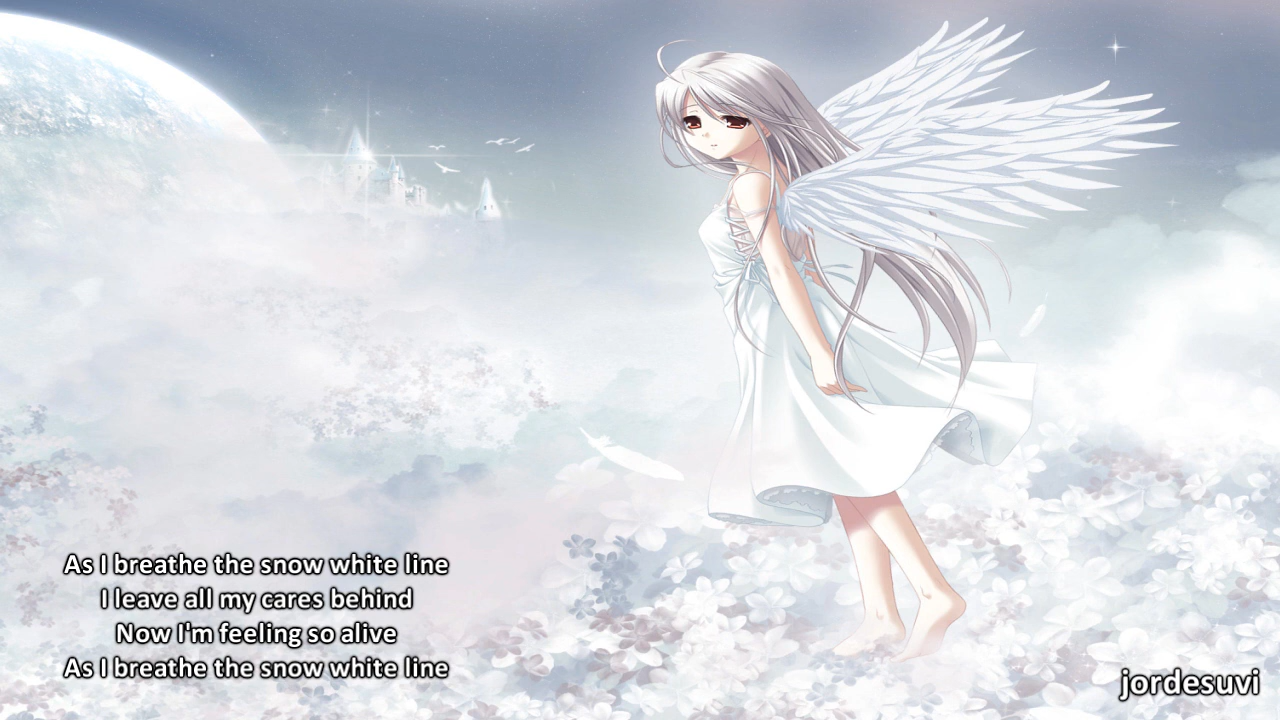 As I breathe the snow white line
I leave all my cares behind
Now I'm feeling so alive
As I breathe the snow white line
jordesuvi